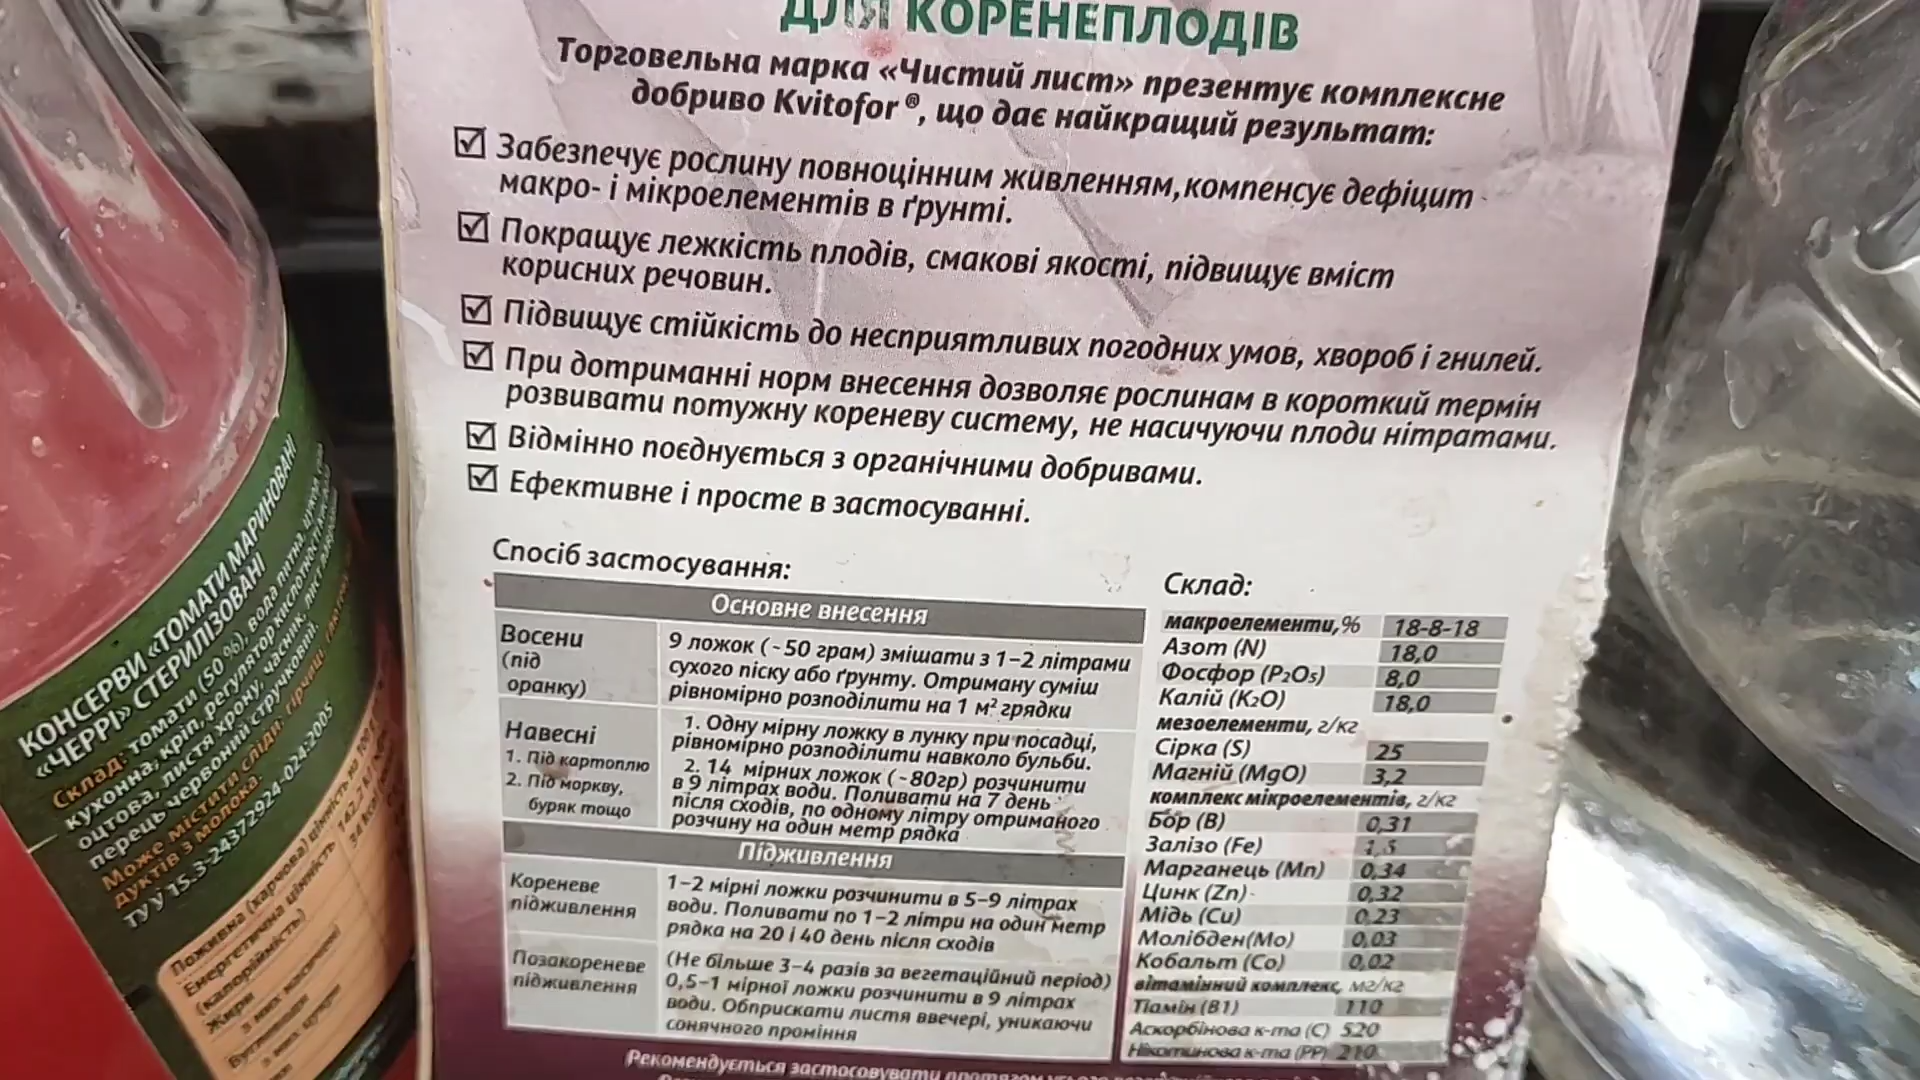 ДЛЯ КОРЕНЕПЛОДІВ
Торговельна марка «Чистий лист» презентує комплексне
добриво Kvitofor ®, що дає найкращий результат:
☑ Забезпечує рослину повноцінним живленням, компенсує дефіцит
макро- і мікроелементів в ґрунті.
☑ Покращує лежкість плодів, смакові якості, підвищує вміст
корисних речовин.
☑ Підвищує стійкість до несприятливих погодних умов, хвороб і гнилей.
☑ При дотриманні норм внесення дозволяє рослинам в короткий термін
розвивати потужну кореневу систему, не насичуючи плоди нітратами.
☑ Відмінно поєднується з органічними добривами.
☑ Ефективне і просте в застосуванні.
Спосіб застосування:
Основне внесення
Восени
(під
оранку)
9 ложок (~50 грам) змішати з 1-2 літрами
сухого піску або ґрунту. Отриману суміш
рівномірно розподілити на 1 м² грядки
Навесні
1. Під картоплю
2. Під моркву,
буряк тощо
1. Одну мірну ложку в лунку при посадці,
рівномірно розподілити навколо бульби.
2. 14 мірних ложок (~80гр) розчинити
в 9 літрах води. Поливати на 7 день
після сходів, по одному літру отриманого
розчину на один метр рядка
Підживлення
Кореневе
підживлення
1-2 мірні ложки розчинити в 5-9 літрах
води. Поливати по 1-2 літри на один метр
рядка на 20 і 40 день після сходів
Позакореневе
підживлення
(Не більше 3-4 разів за вегетаційний період)
0,5-1 мірної ложки розчинити в 9 літрах
води. Обприскати листя ввечері, уникаючи
сонячного проміння
Склад:
макроелементи,% 18-8-18
Азот (N) 18,0
Фосфор (P₂O₅) 8,0
Калій (K₂O) 18,0
мезоелементи, г/кг
Сірка (S) 25
Магній (MgO) 3,2
комплекс мікроелементів, г/кг
Бор (B) 0,31
Залізо (Fe) 1,5
Марганець (Mn) 0,34
Цинк (Zn) 0,32
Мідь (Cu) 0,23
Молібден(Mo) 0,03
Кобальт (Co) 0,02
вітамінний комплекс, мг/кг
Тіамін (B1) 110
Аскорбінова к-та (C) 520
Нікотинова к-та (PP) 210
Рекомендується застосовувати протягом усього
КОНСЕРВИ «ТОМАТИ МАРИНОВАНІ
«ЧЕРРІ» СТЕРИЛІЗОВАНІ
Склад: томати (50 %), вода питна,
кухонна, кріп, регулятор кислотності
оцтова, листя хрону, часник, лист
перець червоний стручковий.
Може містити сліди: гірчиці,
дуктів з молока.
ТУ У 15.3-24372924-024:2005
Поживна (харчова) цінність на 100 г
Енергетична цінність
(калорійність)
Жири